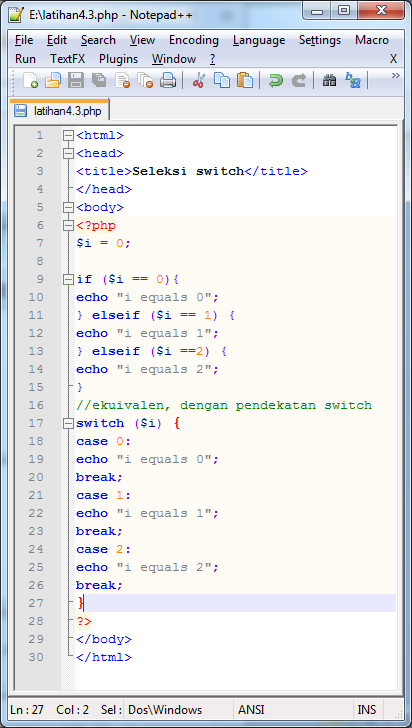 E:\latihan4.3.php - Notepad++
File Edit Search View Encoding Language Settings Macro
Run TextFX Plugins Window ? X
latihan4.3.php
1 <html>
2 <head>
3 <title>Seleksi switch</title>
4 </head>
5 <body>
6 <?php
7 $i = 0;
8
9 if ($i == 0){
10 echo "i equals 0";
11 } elseif ($i == 1) {
12 echo "i equals 1";
13 } elseif ($i ==2) {
14 echo "i equals 2";
15 }
16 //ekuivalen, dengan pendekatan switch
17 switch ($i) {
18 case 0:
19 echo "i equals 0";
20 break;
21 case 1:
22 echo "i equals 1";
23 break;
24 case 2:
25 echo "i equals 2";
26 break;
27 }
28 ?>
29 </body>
30 </html>
Ln : 27 Col : 2 Sel : Dos\Windows ANSI INS